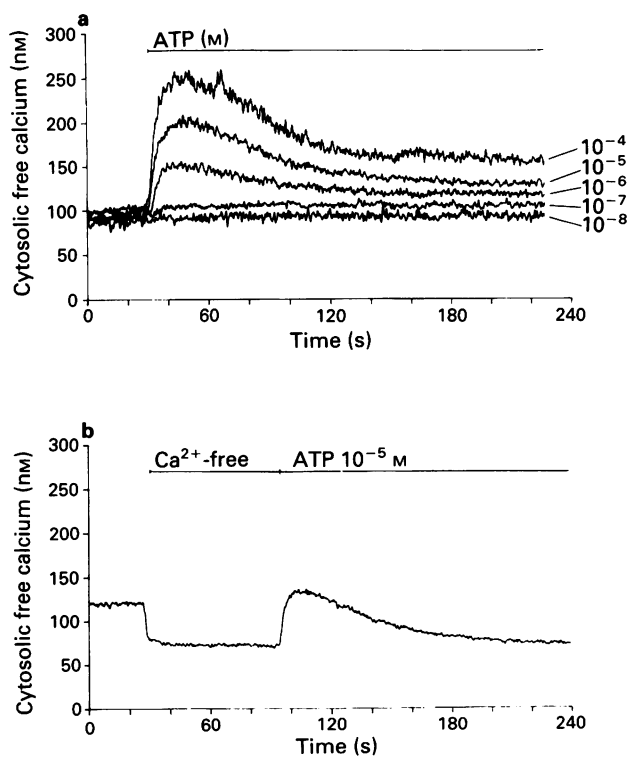 a
ATP (M)
Cytosolic free calcium (nM)
300
250
200
150
100
50
0
10⁻⁴
10⁻⁵
10⁻⁶
10⁻⁷
10⁻⁸
0 60 120 180 240
Time (s)
b
Ca²⁺-free ATP 10⁻⁵ M
Cytosolic free calcium (nM)
300
250
200
150
100
50
0
0 60 120 180 240
Time (s)